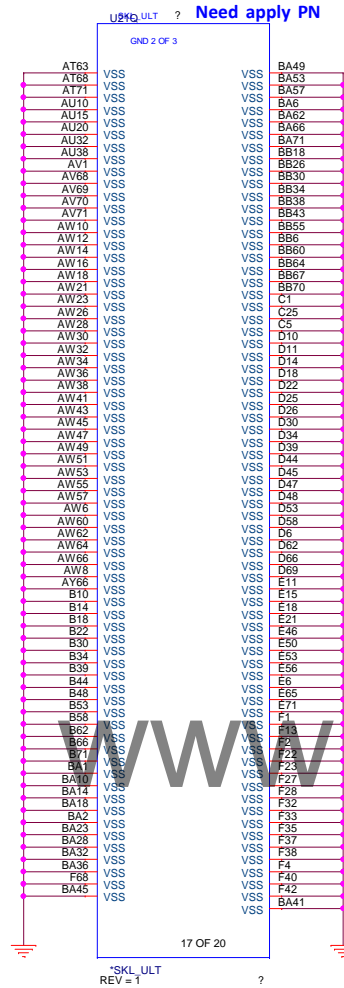 U21Q SKL_ULT ? Need apply PN
GND 2 OF 3
AT63 VSS VSS BA49
AT68 VSS VSS BA53
AT71 VSS VSS BA57
AU10 VSS VSS BA6
AU15 VSS VSS BA62
AU20 VSS VSS BA66
AU32 VSS VSS BA71
AU38 VSS VSS BB18
AV1 VSS VSS BB26
AV68 VSS VSS BB30
AV69 VSS VSS BB34
AV70 VSS VSS BB38
AV71 VSS VSS BB43
AW10 VSS VSS BB55
AW12 VSS VSS BB6
AW14 VSS VSS BB60
AW16 VSS VSS BB64
AW18 VSS VSS BB67
AW21 VSS VSS BB70
AW23 VSS VSS C1
AW26 VSS VSS C25
AW28 VSS VSS C5
AW30 VSS VSS D10
AW32 VSS VSS D11
AW34 VSS VSS D14
AW36 VSS VSS D18
AW38 VSS VSS D22
AW41 VSS VSS D25
AW43 VSS VSS D26
AW45 VSS VSS D30
AW47 VSS VSS D34
AW49 VSS VSS D39
AW51 VSS VSS D44
AW53 VSS VSS D45
AW55 VSS VSS D47
AW57 VSS VSS D48
AW6 VSS VSS D53
AW60 VSS VSS D58
AW62 VSS VSS D6
AW64 VSS VSS D62
AW66 VSS VSS D66
AW8 VSS VSS D69
AY66 VSS VSS E11
B10 VSS VSS E15
B14 VSS VSS E18
B18 VSS VSS E21
B22 VSS VSS E46
B30 VSS VSS E50
B34 VSS VSS E53
B39 VSS VSS E56
B44 VSS VSS E6
B48 VSS VSS E65
B53 VSS VSS E71
B58 VSS VSS F1
B62 VSS VSS F13
B66 VSS VSS F2
B71 VSS VSS F22
BA1 VSS VSS F23
BA10 VSS VSS F27
BA14 VSS VSS F28
BA18 VSS VSS F32
BA2 VSS VSS F33
BA23 VSS VSS F35
BA28 VSS VSS F37
BA32 VSS VSS F38
BA36 VSS VSS F4
F68 VSS VSS F40
BA45 VSS VSS F42
VSS BA41
www
17 OF 20
*SKL_ULT
REV = 1 ?